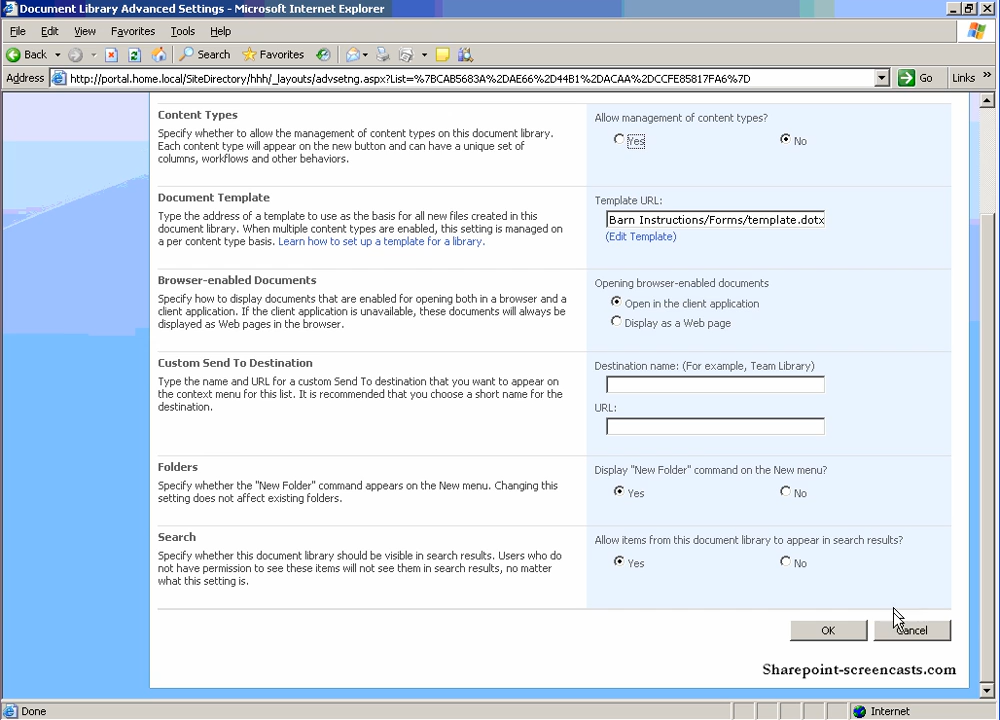 Document Library Advanced Settings - Microsoft Internet Explorer
File Edit View Favorites Tools Help
Back Search Favorites
Address http://portal.home.local/SiteDirectory/hhh/_layouts/advsetng.aspx?List=%7BCAB5683A%2DAE66%2D44B1%2DACAA%2DCCFE85817FA6%7D Go Links »
Content Types
Specify whether to allow the management of content types on this document library.
Each content type will appear on the new button and can have a unique set of
columns, workflows and other behaviors.
Allow management of content types?
Yes No
Document Template
Type the address of a template to use as the basis for all new files created in this
document library. When multiple content types are enabled, this setting is managed on
a per content type basis. Learn how to set up a template for a library.
Template URL:
Barn Instructions/Forms/template.dotx
(Edit Template)
Browser-enabled Documents
Specify how to display documents that are enabled for opening both in a browser and a
client application. If the client application is unavailable, these documents will always be
displayed as Web pages in the browser.
Opening browser-enabled documents
Open in the client application
Display as a Web page
Custom Send To Destination
Type the name and URL for a custom Send To destination that you want to appear on
the context menu for this list. It is recommended that you choose a short name for the
destination.
Destination name: (For example, Team Library)
URL:
Folders
Specify whether the "New Folder" command appears on the New menu. Changing this
setting does not affect existing folders.
Display "New Folder" command on the New menu?
Yes No
Search
Specify whether this document library should be visible in search results. Users who do
not have permission to see these items will not see them in search results, no matter
what this setting is.
Allow items from this document library to appear in search results?
Yes No
OK Cancel
Sharepoint-screencasts.com
Done Internet